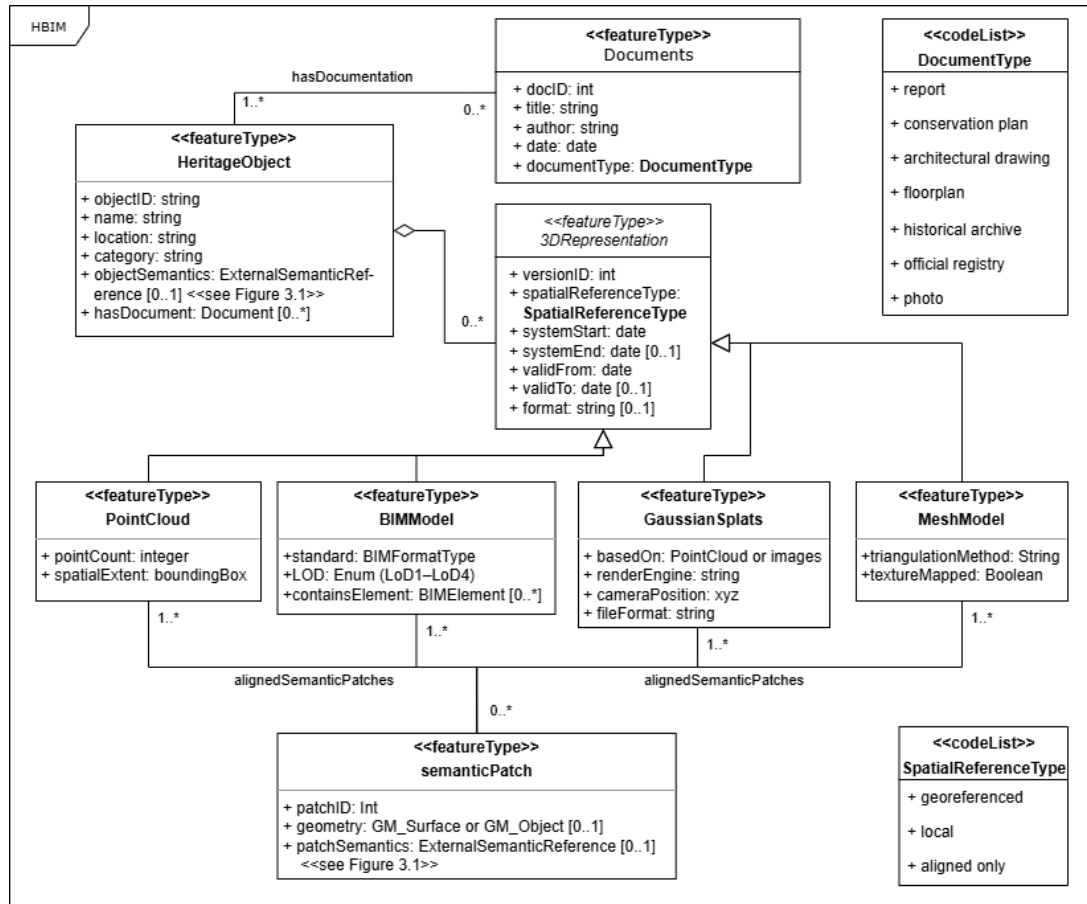 HBIM
<<featureType>>
Documents
+ docID: int
+ title: string
+ author: string
+ date: date
+ documentType: DocumentType
<<codeList>>
DocumentType
+ report
+ conservation plan
+ architectural drawing
+ floorplan
+ historical archive
+ official registry
+ photo
hasDocumentation
1..*
0..*
<<featureType>>
HeritageObject
+ objectID: string
+ name: string
+ location: string
+ category: string
+ objectSemantics: ExternalSemanticRef-
erence [0..1] <<see Figure 3.1>>
+ hasDocument: Document [0..*]
0..*
<<featureType>>
3DRepresentation
+ versionID: int
+ spatialReferenceType:
SpatialReferenceType
+ systemStart: date
+ systemEnd: date [0..1]
+ validFrom: date
+ validTo: date [0..1]
+ format: string [0..1]
<<featureType>>
PointCloud
+ pointCount: integer
+ spatialExtent: boundingBox
1..*
<<featureType>>
BIMModel
+standard: BIMFormatType
+LOD: Enum (LoD1–LoD4)
+containsElement: BIMElement [0..*]
1..*
<<featureType>>
GaussianSplats
+ basedOn: PointCloud or images
+ renderEngine: string
+ cameraPosition: xyz
+ fileFormat: string
1..*
<<featureType>>
MeshModel
+triangulationMethod: String
+textureMapped: Boolean
1..*
alignedSemanticPatches
alignedSemanticPatches
0..*
<<featureType>>
semanticPatch
+ patchID: Int
+ geometry: GM_Surface or GM_Object [0..1]
+ patchSemantics: ExternalSemanticReference [0..1]
<<see Figure 3.1>>
<<codeList>>
SpatialReferenceType
+ georeferenced
+ local
+ aligned only